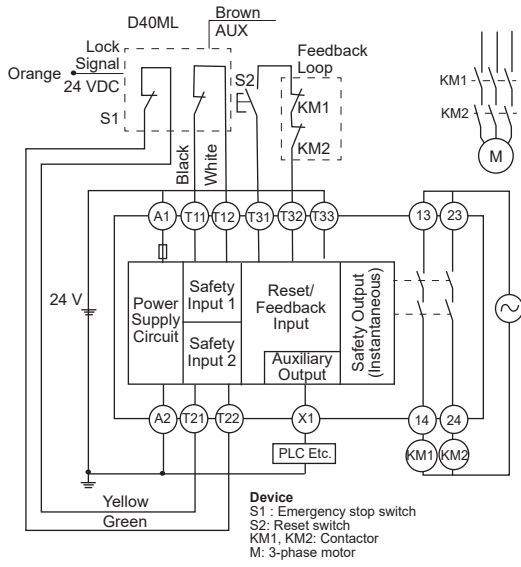 D40ML
Brown
AUX
Lock
Signal
Orange
24 VDC
S1
S2
Feedback
Loop
KM1
KM2
Black
White
KM1
KM2
M
A1
T11
T12
T31
T32
T33
13
23
24 V
Power
Supply
Circuit
Safety
Input 1
Safety
Input 2
Reset/
Feedback
Input
Auxiliary
Output
Safety Output
(Instantaneous)
A2
T21
T22
X1
14
24
PLC Etc.
KM1
KM2
Yellow
Green
Device
S1 : Emergency stop switch
S2: Reset switch
KM1, KM2: Contactor
M: 3-phase motor